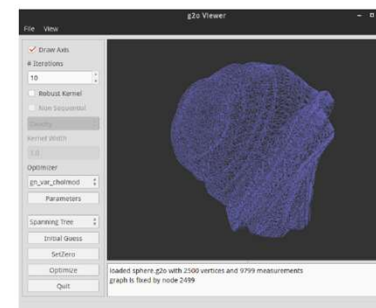 g2o Viewer
File View
Draw Axis
# Iterations
10
Robust Kernel
Non Sequential
Cauchy
Kernel Width
1.0
Optimizer
gn_var_cholmod
Parameters
Spanning Tree
Initial Guess
SetZero
Optimize
Quit
loaded sphere.g2o with 2500 vertices and 9799 measurements
graph is fixed by node 2499